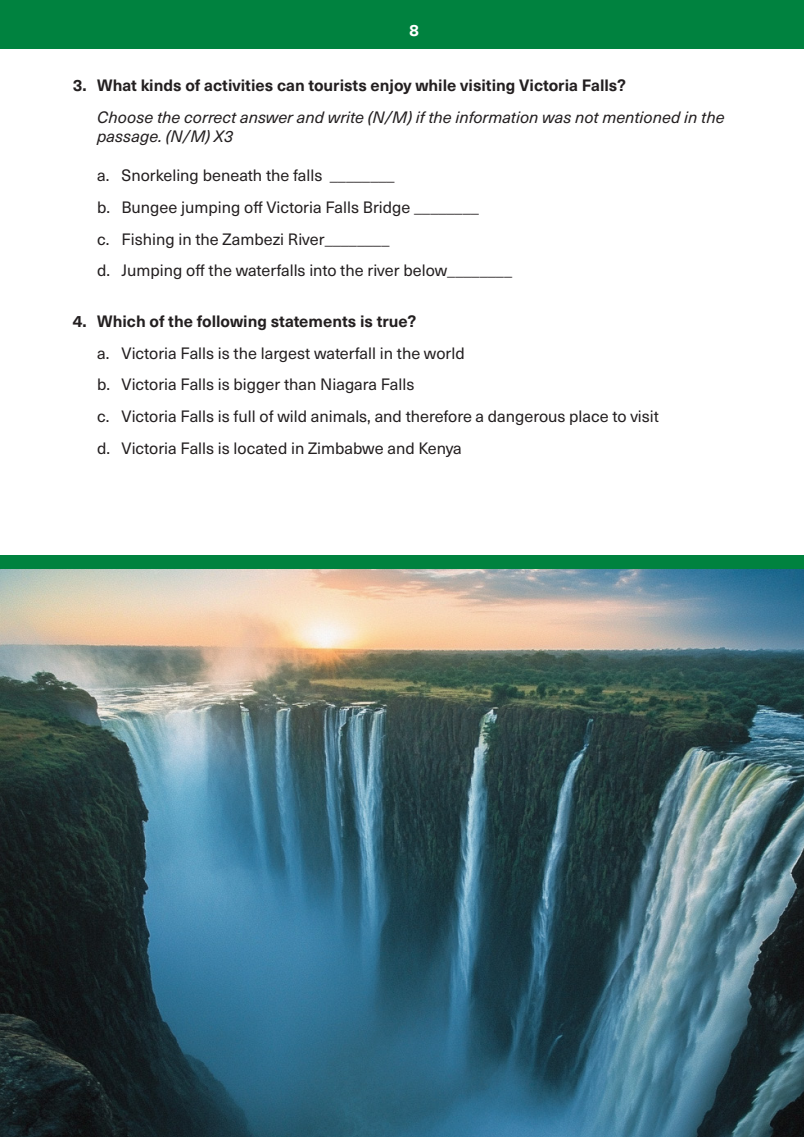 8
3. What kinds of activities can tourists enjoy while visiting Victoria Falls?
Choose the correct answer and write (N/M) if the information was not mentioned in the
passage. (N/M) X3
a. Snorkeling beneath the falls ________
b. Bungee jumping off Victoria Falls Bridge ________
c. Fishing in the Zambezi River________
d. Jumping off the waterfalls into the river below________
4. Which of the following statements is true?
a. Victoria Falls is the largest waterfall in the world
b. Victoria Falls is bigger than Niagara Falls
c. Victoria Falls is full of wild animals, and therefore a dangerous place to visit
d. Victoria Falls is located in Zimbabwe and Kenya